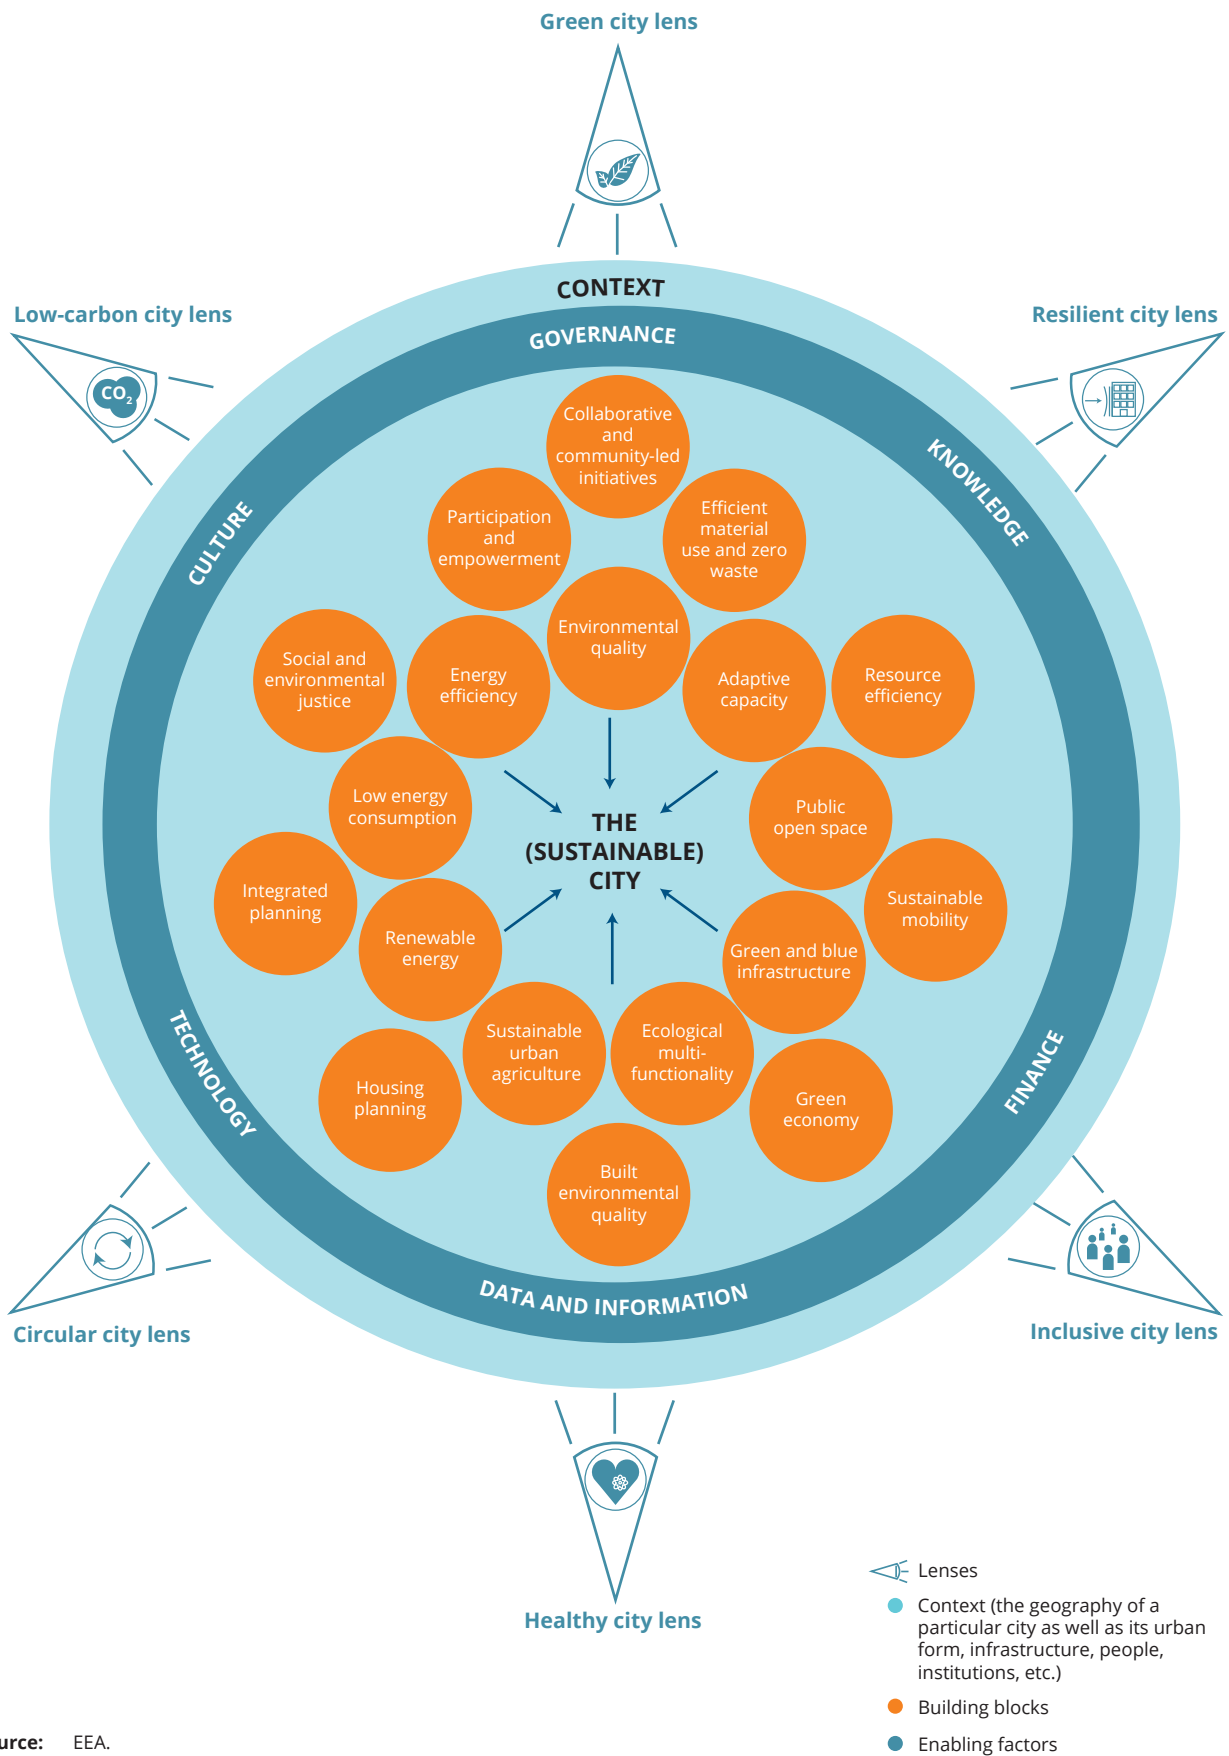 Green city lens
Low-carbon city lens
Resilient city lens
CO2
CONTEXT
GOVERNANCE
CULTURE
KNOWLEDGE
Collaborative
and
community-led
initiatives
Participation
and
empowerment
Efficient
material
use and zero
waste
Environmental
quality
Social and
environmental
justice
Energy
efficiency
Adaptive
capacity
Resource
efficiency
Low energy
consumption
Public
open space
THE
(SUSTAINABLE)
CITY
Integrated
planning
Renewable
energy
Green and blue
infrastructure
Sustainable
mobility
Sustainable
urban
agriculture
Ecological
multi-
functionality
Housing
planning
Green
economy
Built
environmental
quality
TECHNOLOGY
FINANCE
DATA AND INFORMATION
Circular city lens
Inclusive city lens
Healthy city lens
Lenses
Context (the geography of a
particular city as well as its urban
form, infrastructure, people,
institutions, etc.)
Building blocks
Enabling factors
urce: EEA.